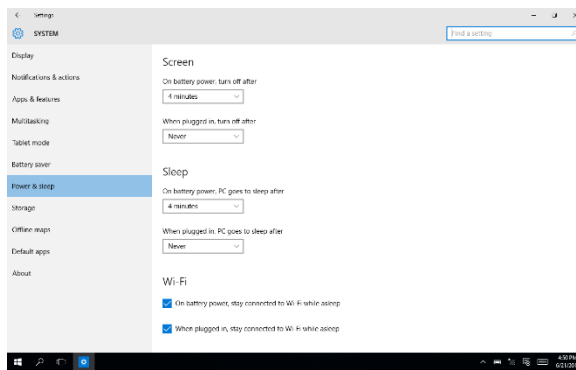 Settings
SYSTEM
Find a setting
Display
Notifications & actions
Apps & features
Multitasking
Tablet mode
Battery saver
Power & sleep
Storage
Offline maps
Default apps
About
Screen
On battery power, turn off after
4 minutes
When plugged in, turn off after
Never
Sleep
On battery power, PC goes to sleep after
4 minutes
When plugged in, PC goes to sleep after
Never
Wi-Fi
On battery power, stay connected to Wi-Fi while asleep
When plugged in, stay connected to Wi-Fi while asleep
4:50 PM